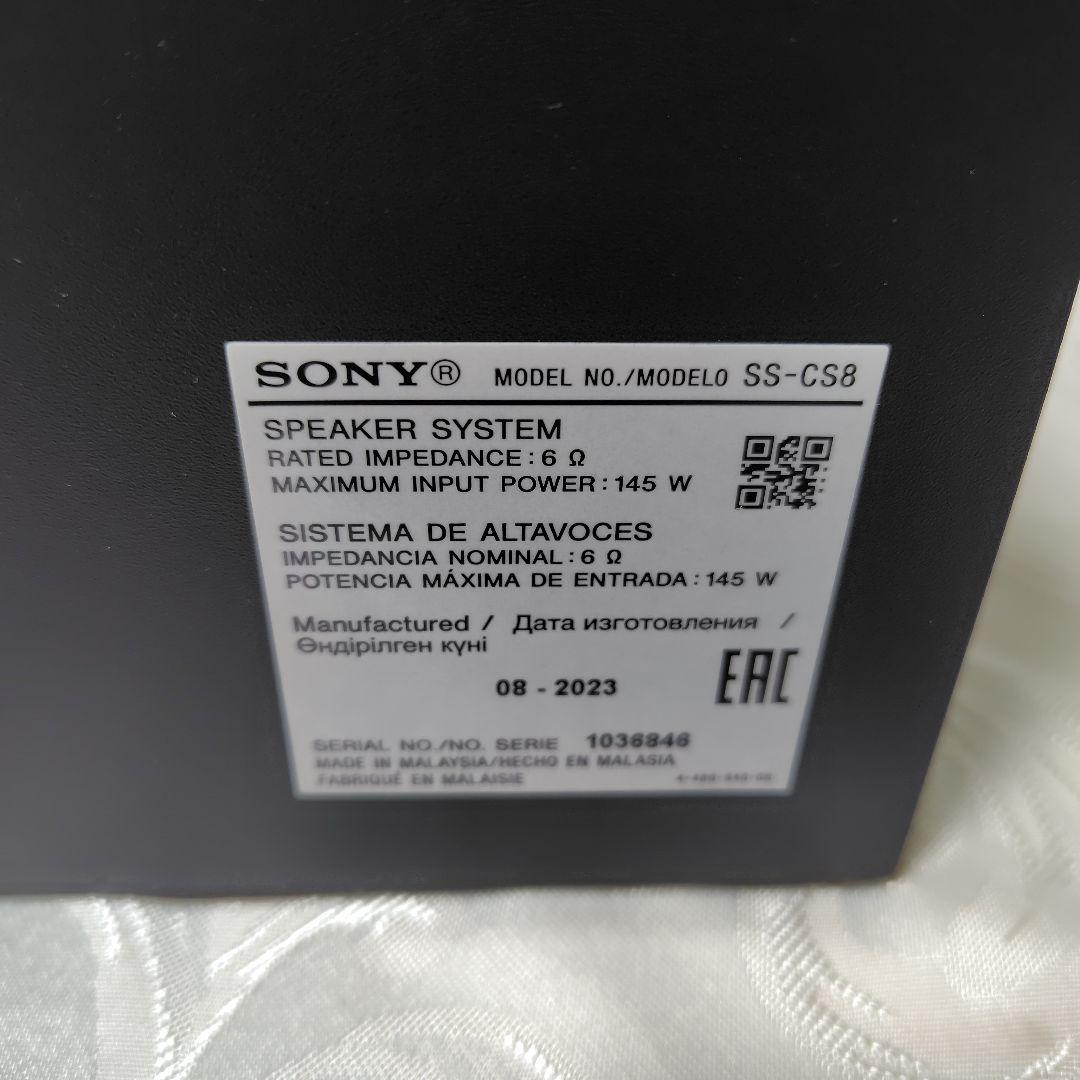 SONY® MODEL NO./MODELO SS-CS8
SPEAKER SYSTEM
RATED IMPEDANCE : 6 Ω
MAXIMUM INPUT POWER : 145 W
SISTEMA DE ALTAVOCES
IMPEDANCIA NOMINAL : 6 Ω
POTENCIA MÁXIMA DE ENTRADA : 145 W
Manufactured / Дата изготовления /
Өндірілген күні
08 - 2023
EAC
SERIAL NO./NO. SERIE 1036846
MADE IN MALAYSIA/HECHO EN MALASIA
FABRIQUÉ EN MALAISIE